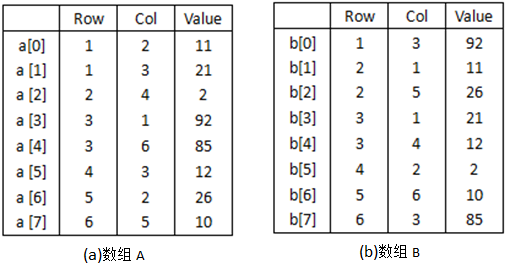 Row Col Value
a[0] 1 2 11
a [1] 1 3 21
a [2] 2 4 2
a [3] 3 1 92
a [4] 3 6 85
a [5] 4 3 12
a [6] 5 2 26
a [7] 6 5 10
(a)数组 A
Row Col Value
b[0] 1 3 92
b[1] 2 1 11
b[2] 2 5 26
b[3] 3 1 21
b[4] 3 4 12
b[5] 4 2 2
b[6] 5 6 10
b[7] 6 3 85
(b)数组 B